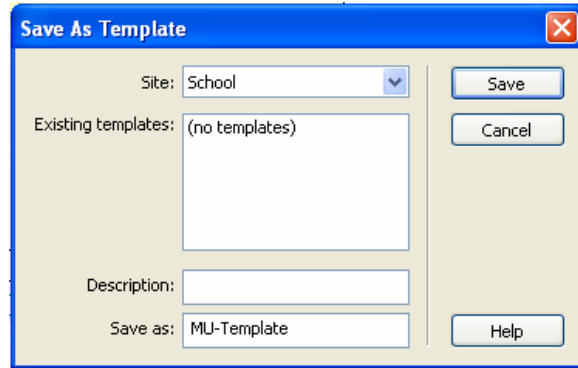 Save As Template
Site: School
Save
Existing templates: (no templates)
Cancel
Description:
Save as: MU-Template
Help